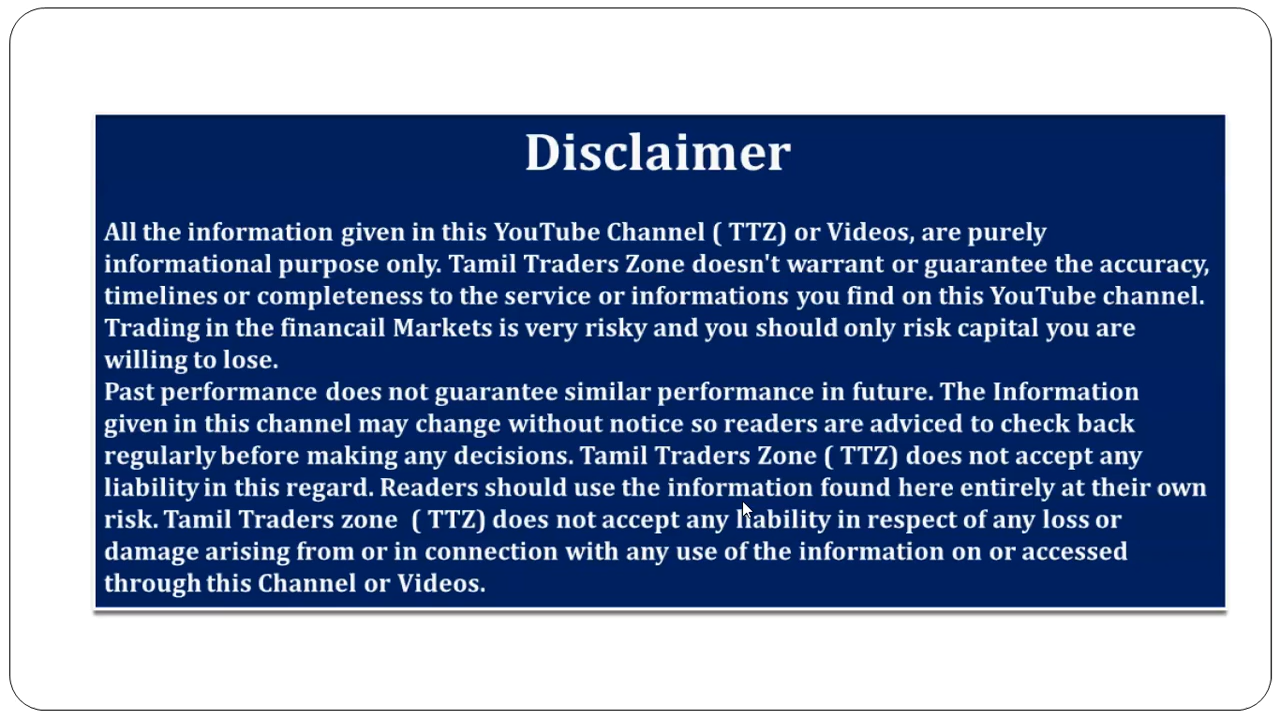 Disclaimer
All the information given in this YouTube Channel ( TTZ) or Videos, are purely
informational purpose only. Tamil Traders Zone doesn't warrant or guarantee the accuracy,
timelines or completeness to the service or informations you find on this YouTube channel.
Trading in the financail Markets is very risky and you should only risk capital you are
willing to lose.
Past performance does not guarantee similar performance in future. The Information
given in this channel may change without notice so readers are adviced to check back
regularly before making any decisions. Tamil Traders Zone ( TTZ) does not accept any
liability in this regard. Readers should use the information found here entirely at their own
risk. Tamil Traders zone  ( TTZ) does not accept any liability in respect of any loss or
damage arising from or in connection with any use of the information on or accessed
through this Channel or Videos.